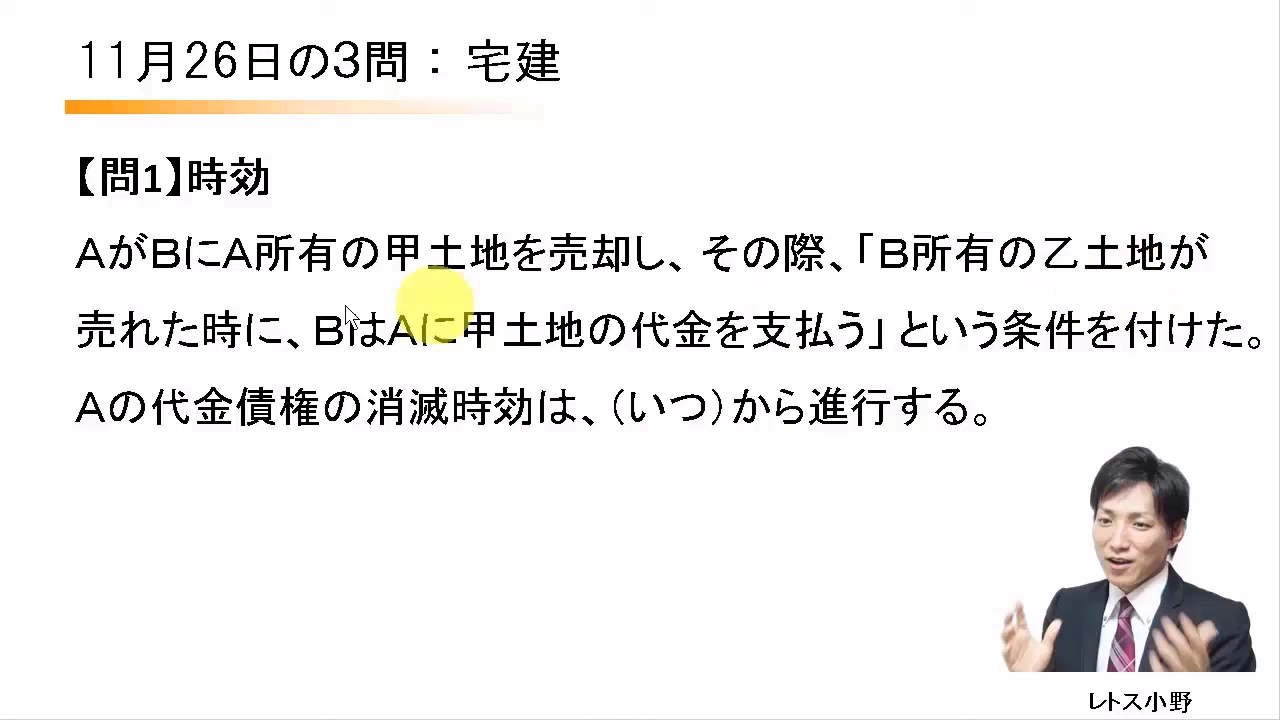 11月26日の3問：宅建
【問1】時効
ＡがＢにＡ所有の甲土地を売却し、その際、「Ｂ所有の乙土地が
売れた時に、ＢはＡに甲土地の代金を支払う」という条件を付けた。
Ａの代金債権の消滅時効は、（いつ）から進行する。
レトス小野